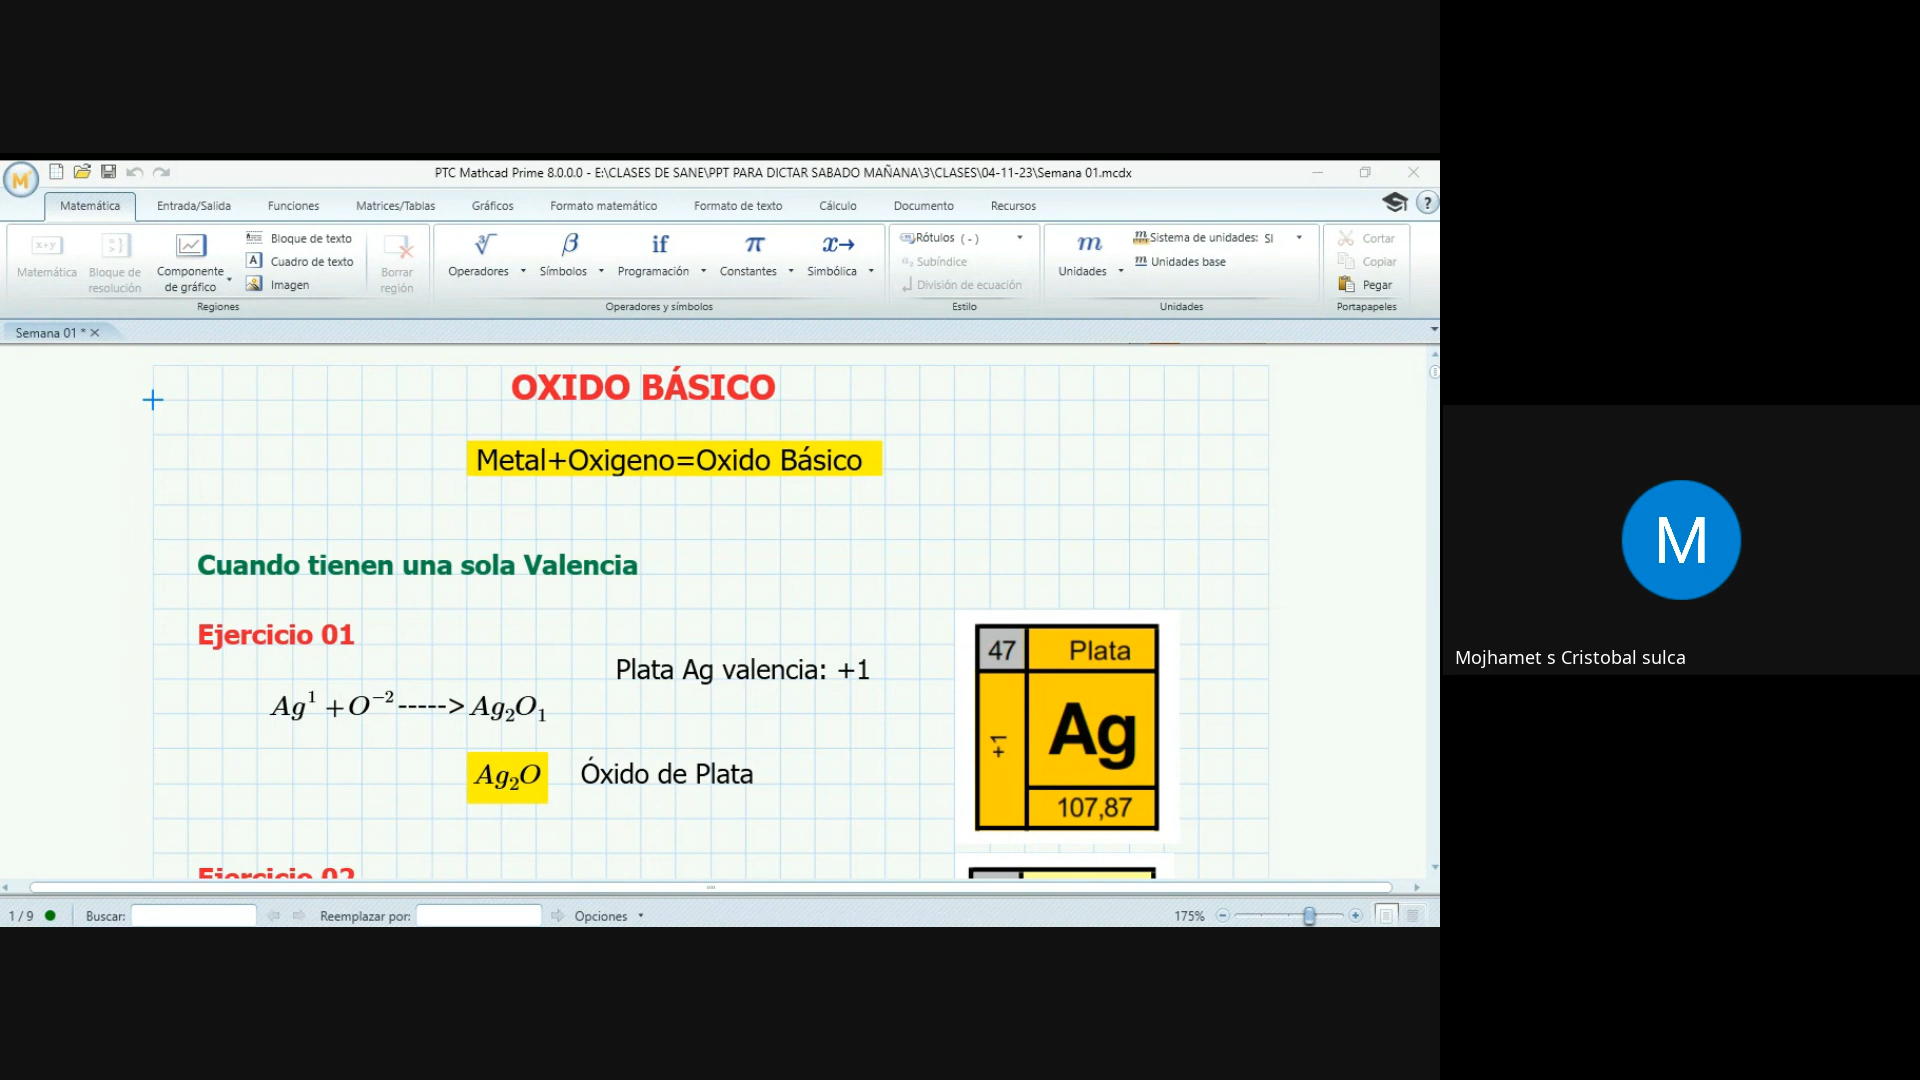 PTC Mathcad Prime 8.0.0.0 - E:\CLASES DE SANE\PPT PARA DICTAR SABADO MAÑANA\3\CLASES\04-11-23\Semana 01.mcdx
Matemática Entrada/Salida Funciones Matrices/Tablas Gráficos Formato matemático Formato de texto Cálculo Documento Recursos ?
Matemática
Bloque de resolución
Componente de gráfico
Bloque de texto
Cuadro de texto
Imagen
Borrar región
Regiones
Operadores Símbolos Programación Constantes Simbólica
Operadores y símbolos
Rótulos ( - )
Subíndice
División de ecuación
Estilo
Unidades
Sistema de unidades: SI
Unidades base
Unidades
Cortar
Copiar
Pegar
Portapapeles
Semana 01 *
OXIDO BÁSICO
Metal+Oxigeno=Oxido Básico
Cuando tienen una sola Valencia
Ejercicio 01
Plata Ag valencia: +1
Ag¹ + O⁻² -----> Ag₂O₁
Ag₂O Óxido de Plata
47 Plata
+1
Ag
107,87
Ejercicio 02
1 / 9 Buscar: Reemplazar por: Opciones 175%
M
Mojhamet s Cristobal sulca